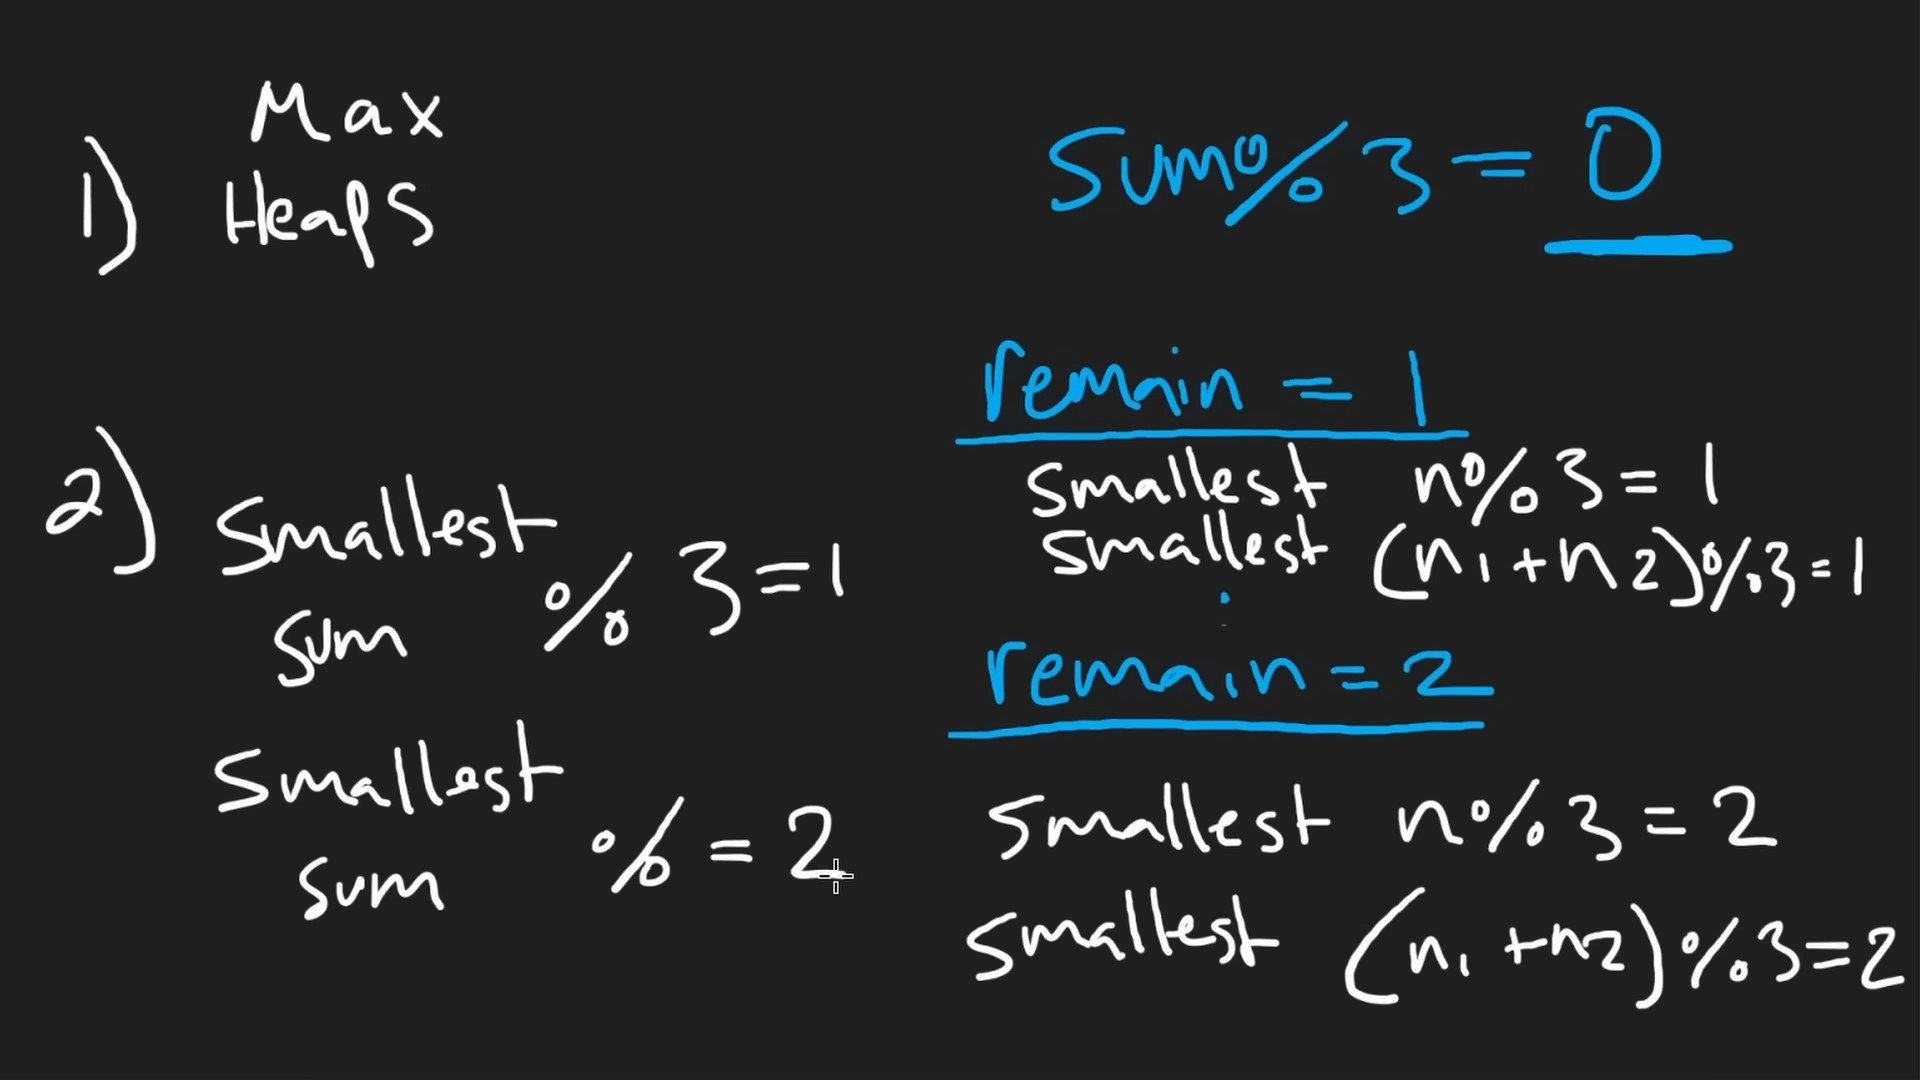 1) Max
Heaps
2) Smallest
sum % 3 = 1
Smallest
sum % = 2
Sum % 3 = 0
remain = 1
smallest n % 3 = 1
smallest (n1 + n2) % 3 = 1
remain = 2
smallest n % 3 = 2
smallest (n1 + n2) % 3 = 2